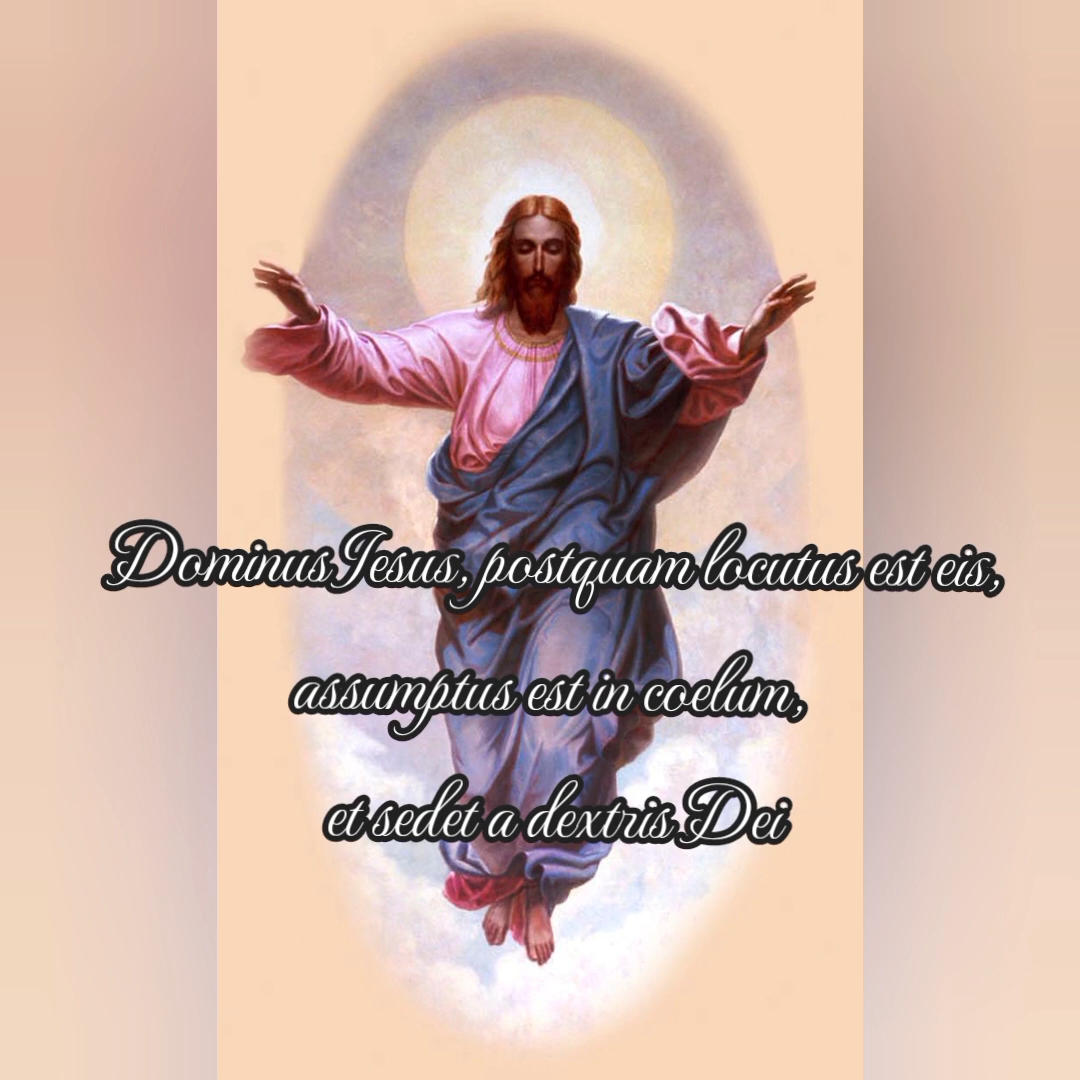 Dominus Jesus, postquam locutus est eis,
assumptus est in coelum,
et sedet a dextris Dei